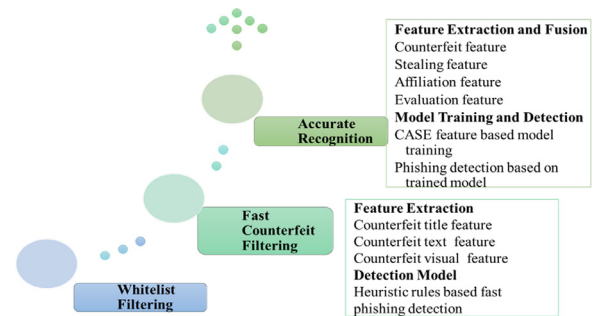 Feature Extraction and Fusion
Counterfeit feature
Stealing feature
Affiliation feature
Evaluation feature
Model Training and Detection
CASE feature based model
training
Phishing detection based on
trained model
Accurate
Recognition
Feature Extraction
Counterfeit title feature
Counterfeit text feature
Counterfeit visual feature
Detection Model
Heuristic rules based fast
phishing detection
Fast
Counterfeit
Filtering
Whitelist
Filtering